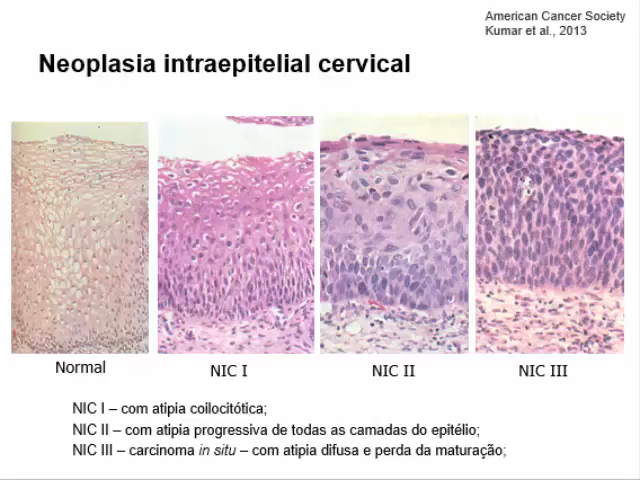 American Cancer Society
Kumar et al., 2013
Neoplasia intraepitelial cervical
Normal
NIC I
NIC II
NIC III
NIC I – com atipia coilocitótica;
NIC II – com atipia progressiva de todas as camadas do epitélio;
NIC III – carcinoma in situ – com atipia difusa e perda da maturação;